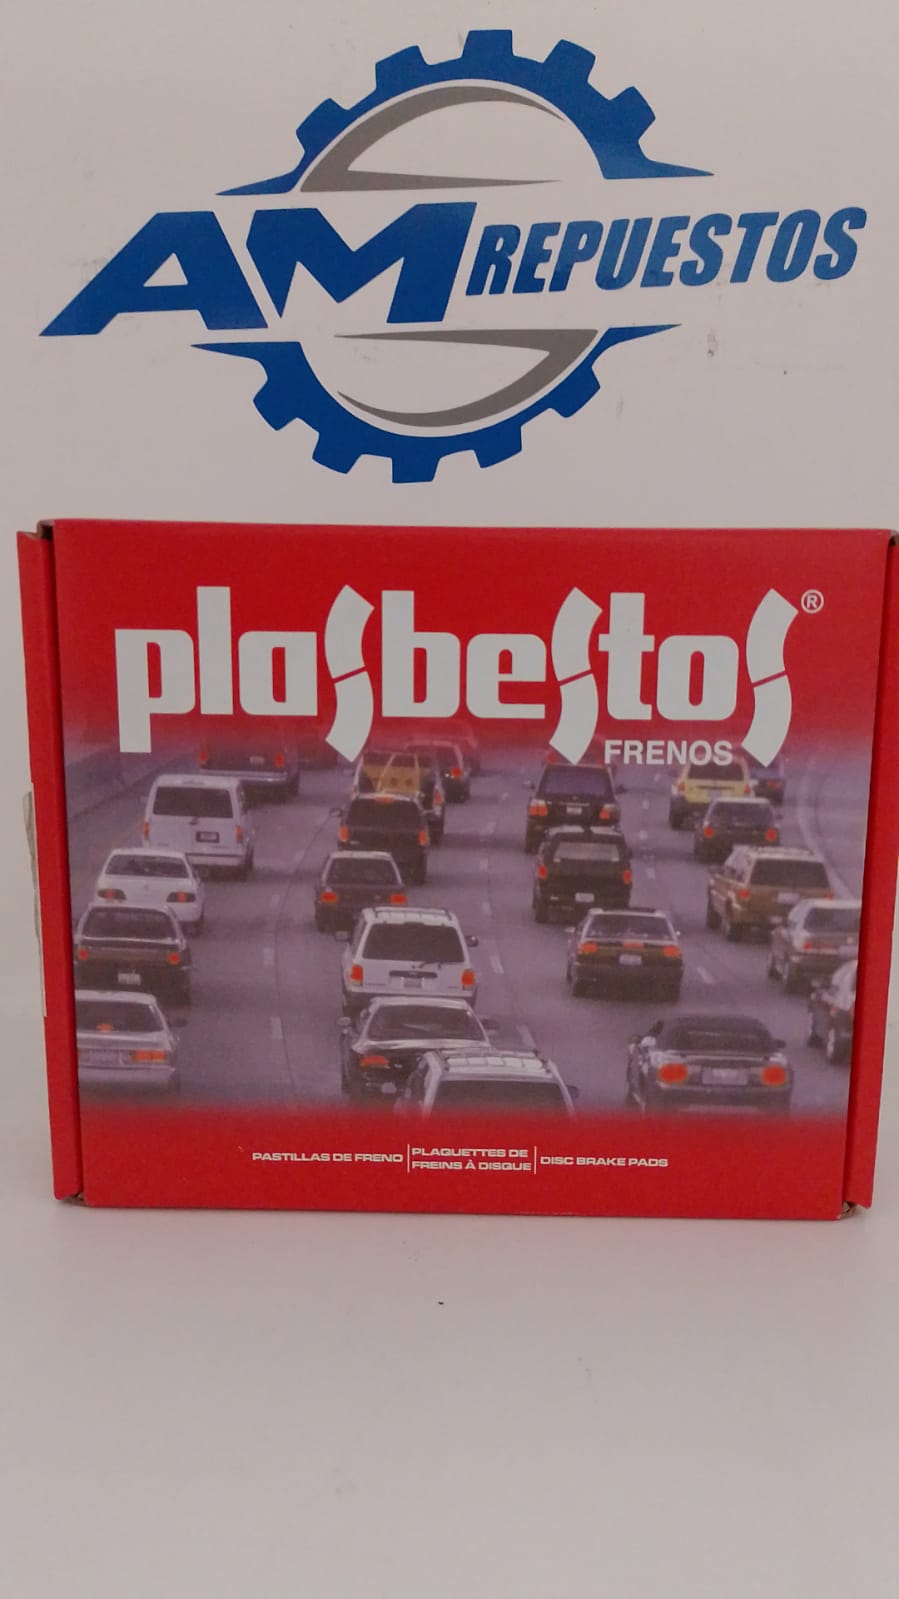 AM REPUESTOS
plasbestos®
FRENOS
PASTILLAS DE FRENO | PLAQUETTES DE FREINS À DISQUE | DISC BRAKE PADS